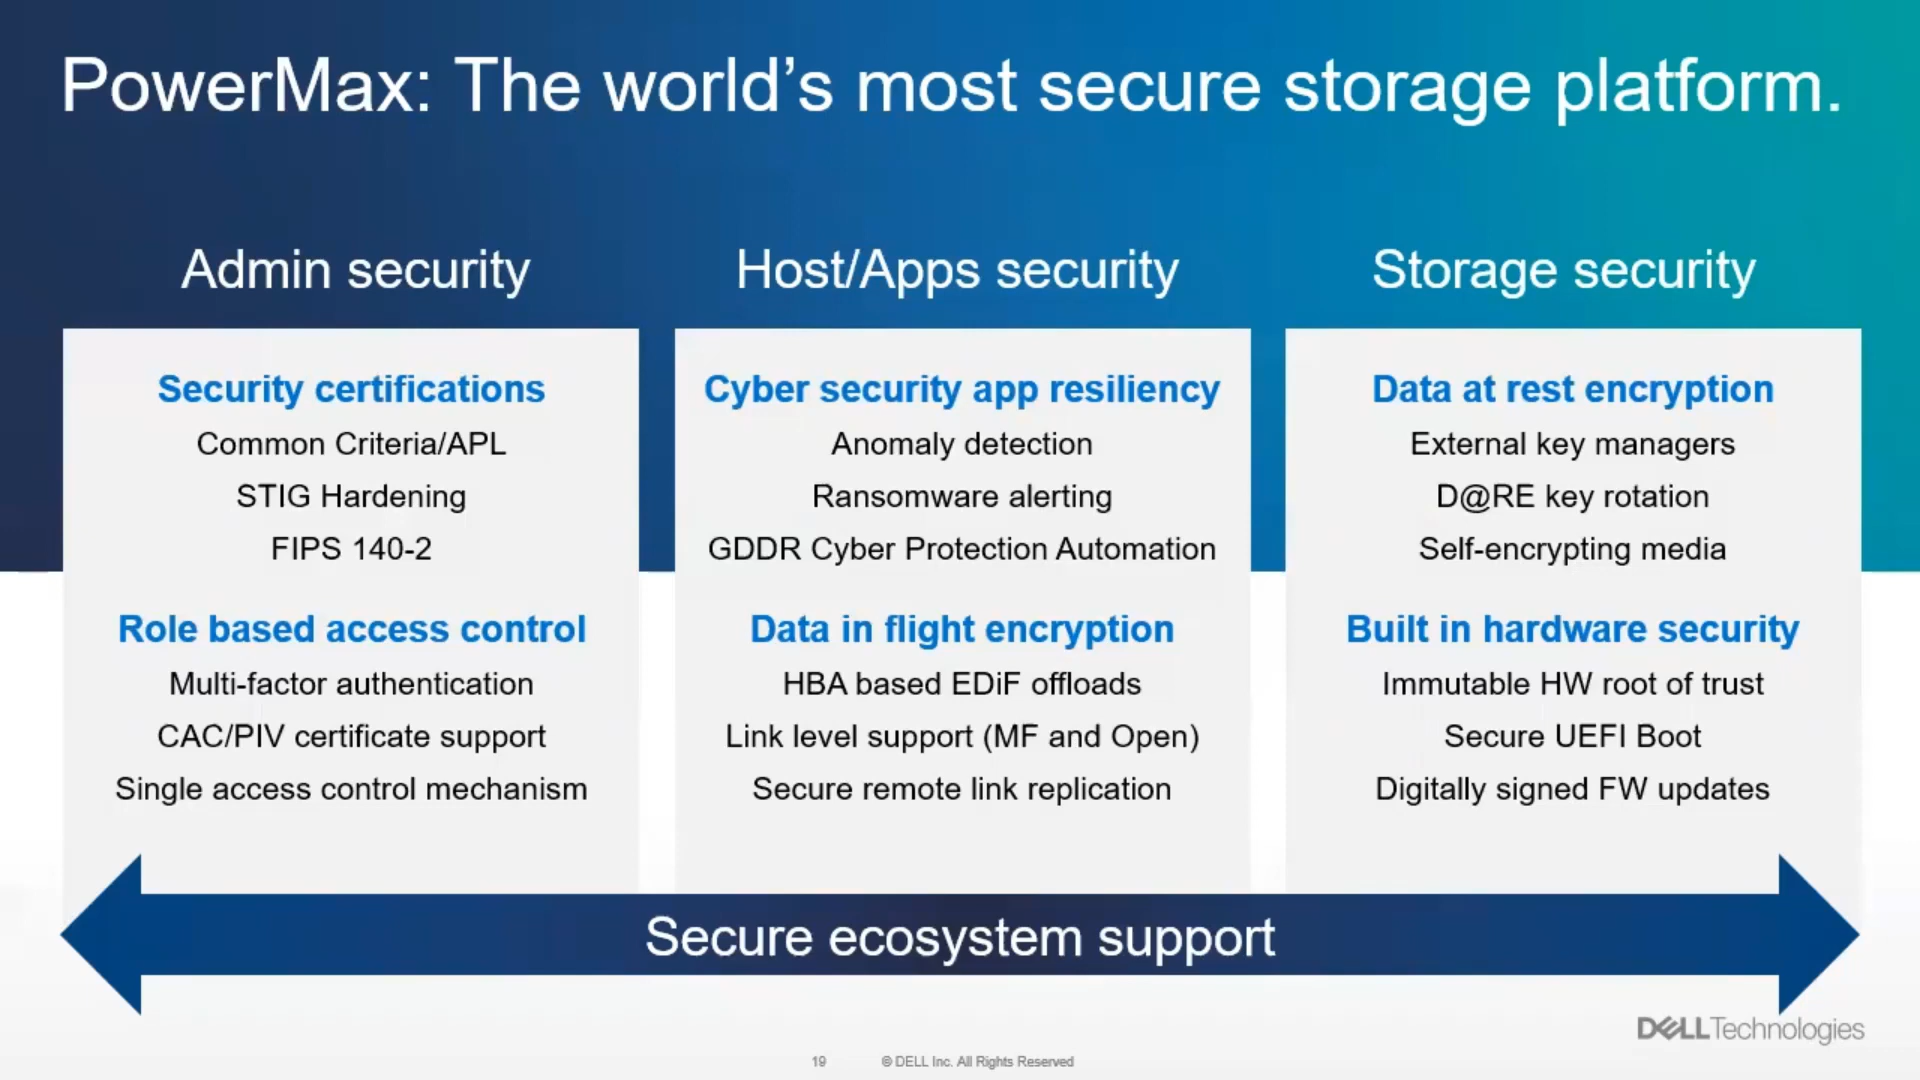 PowerMax: The world’s most secure storage platform.
Admin security
Security certifications
Common Criteria/APL
STIG Hardening
FIPS 140-2
Role based access control
Multi-factor authentication
CAC/PIV certificate support
Single access control mechanism
Host/Apps security
Cyber security app resiliency
Anomaly detection
Ransomware alerting
GDDR Cyber Protection Automation
Data in flight encryption
HBA based EDiF offloads
Link level support (MF and Open)
Secure remote link replication
Storage security
Data at rest encryption
External key managers
D@RE key rotation
Self-encrypting media
Built in hardware security
Immutable HW root of trust
Secure UEFI Boot
Digitally signed FW updates
Secure ecosystem support
DELLTechnologies
19 © DELL Inc. All Rights Reserved